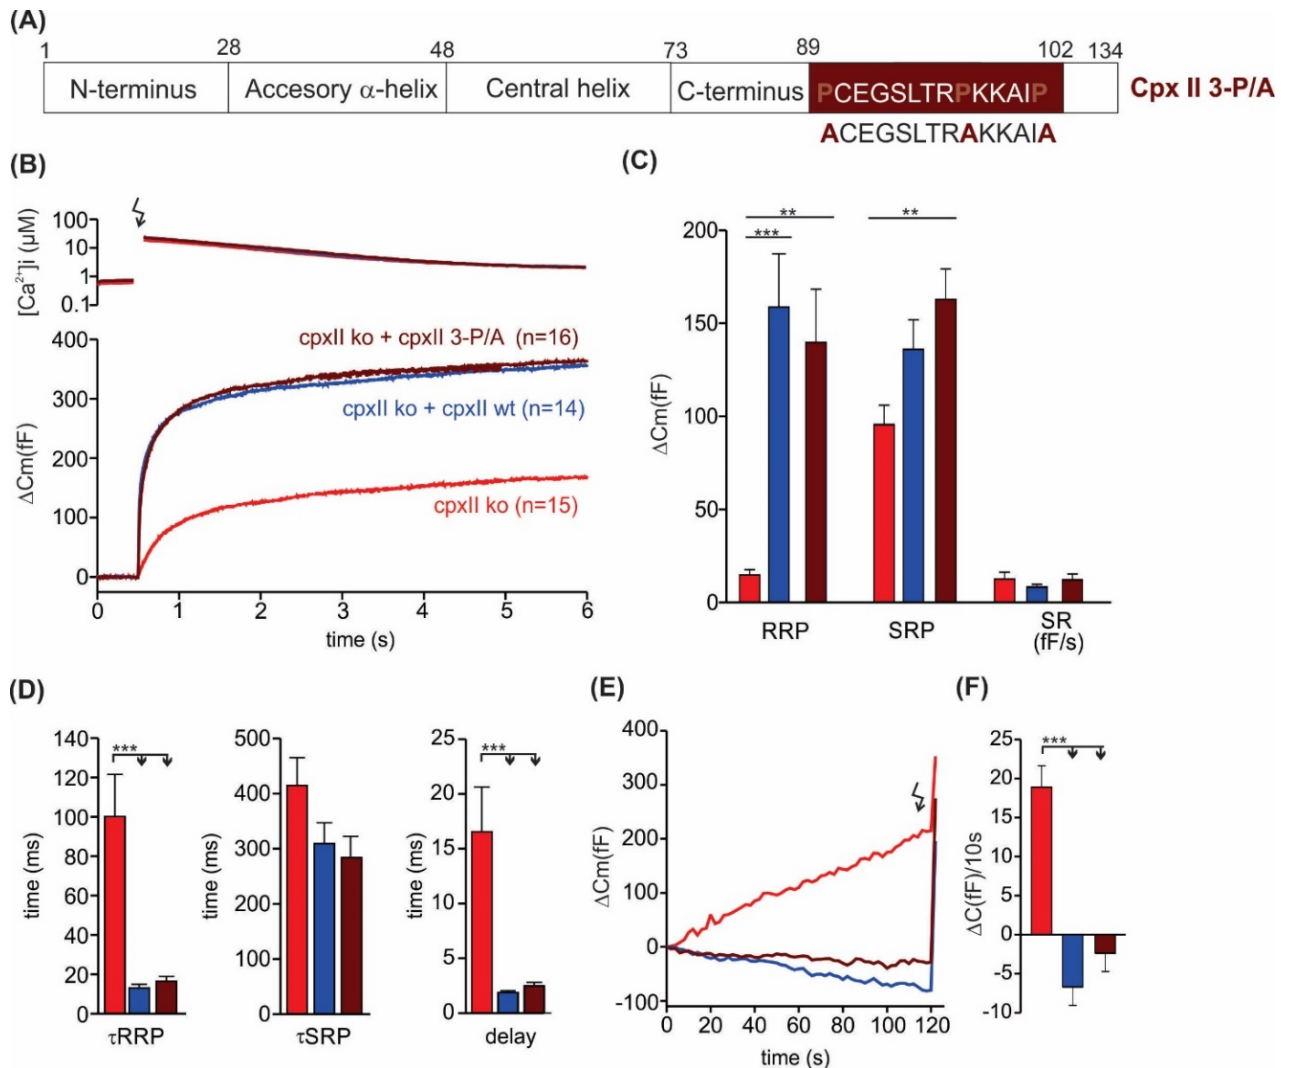 (A)
1 28 48 73 89 102 134
N-terminus Accesory α-helix Central helix C-terminus PCEGSLTRPKKAIP Cpx II 3-P/A
ACEGSLTRAKKAIA
(B)
[Ca2+]i (μM)
100
10
1
0.1
ΔCm(fF)
400
300
200
100
0
cpxII ko + cpxII 3-P/A (n=16)
cpxII ko + cpxII wt (n=14)
cpxII ko (n=15)
0 1 2 3 4 5 6
time (s)
(C)
ΔCm(fF)
200
150
100
50
0
** **
***
RRP SRP SR
(fF/s)
(D)
time (ms)
140
120
100
80
60
40
20
0
***
τRRP
time (ms)
500
400
300
200
100
0
τSRP
time (ms)
25
20
15
10
5
0
***
delay
(E)
ΔCm(fF
400
300
200
100
0
-100
0 20 40 60 80 100 120
time (s)
(F)
ΔC(fF)/10s
25
20
15
10
5
0
-5
-10
***